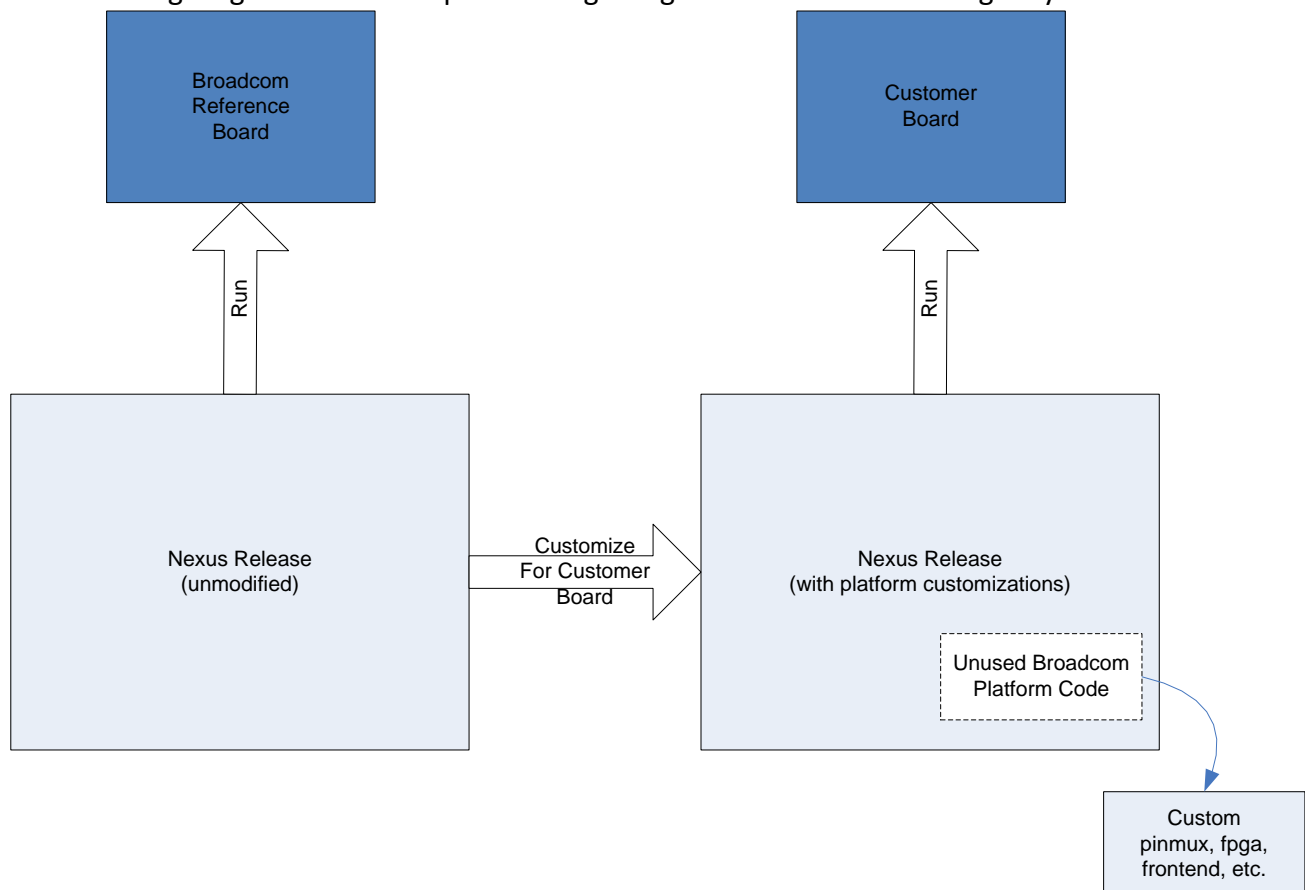 Broadcom
Reference
Board
Customer
Board
Run
Run
Nexus Release
(unmodified)
Customize
For Customer
Board
Nexus Release
(with platform customizations)
Unused Broadcom
Platform Code
Custom
pinmux, fpga,
frontend, etc.